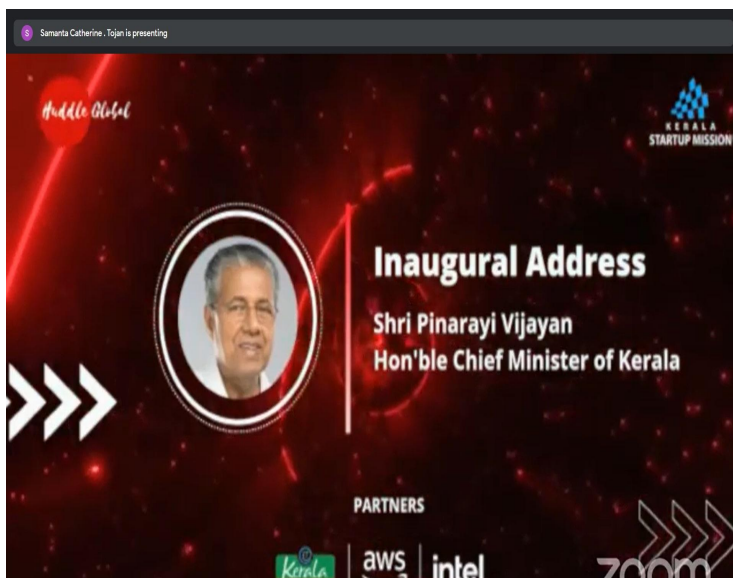 S Samanta Catherine . Tojan is presenting
Huddle Global
KERALA
STARTUP MISSION
Inaugural Address
Shri Pinarayi Vijayan
Hon'ble Chief Minister of Kerala
PARTNERS
Kerala aws intel
zoom